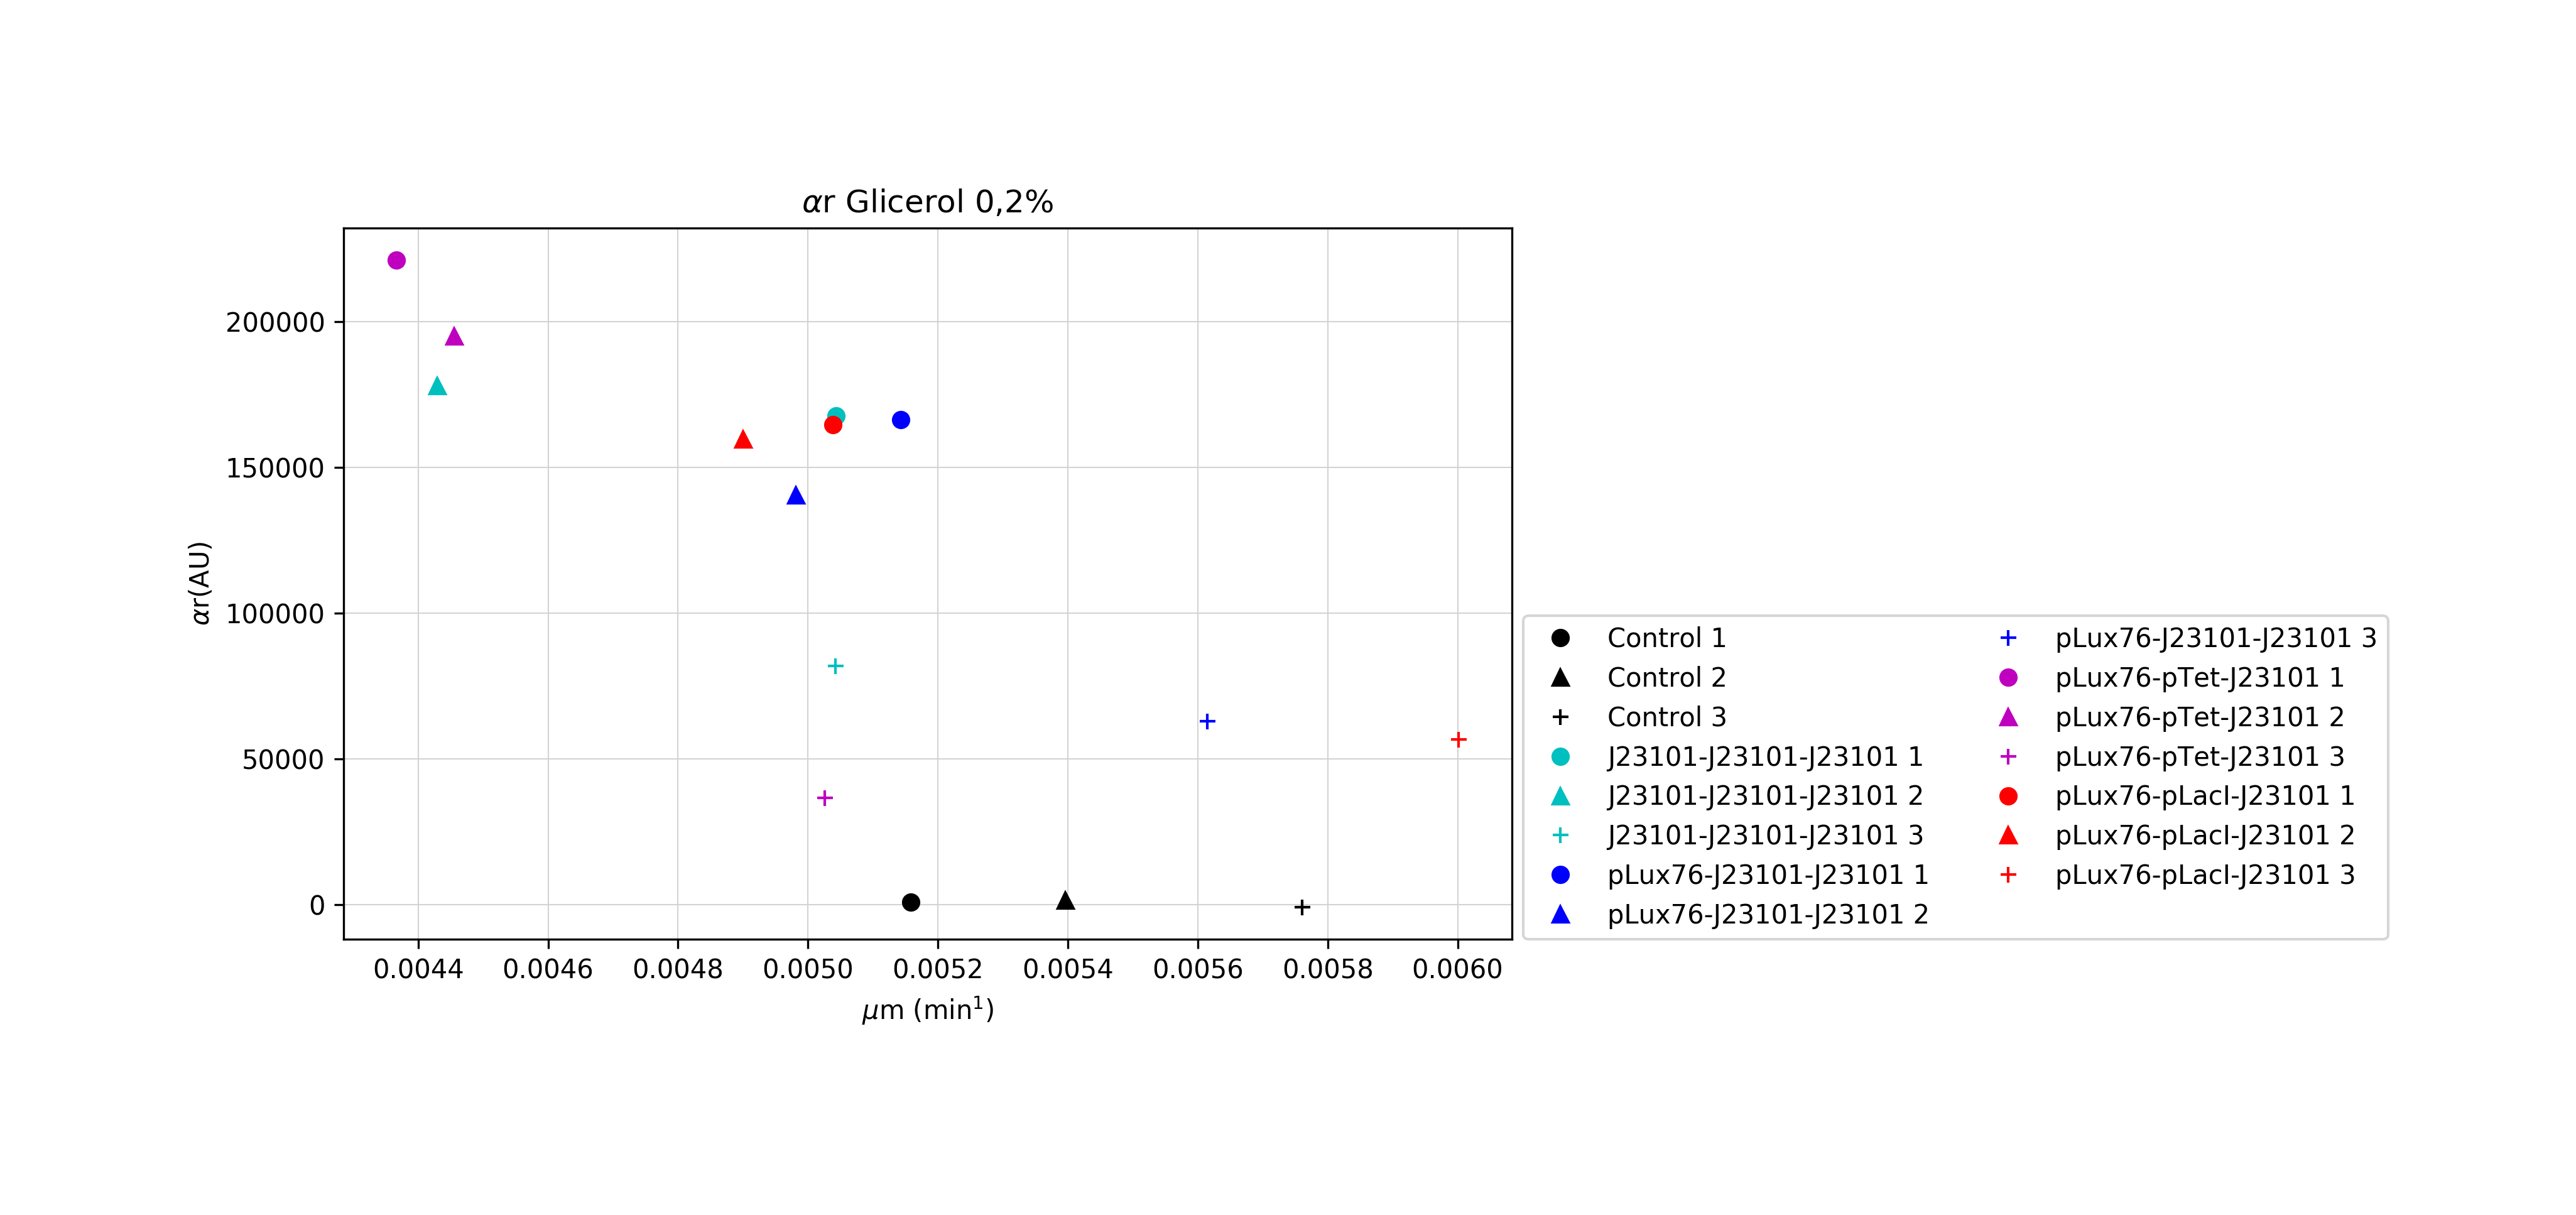 αr Glicerol 0,2%
αr(AU)
200000
150000
100000
50000
0
0.0044 0.0046 0.0048 0.0050 0.0052 0.0054 0.0056 0.0058 0.0060
μm (min¹)
Control 1
Control 2
Control 3
J23101-J23101-J23101 1
J23101-J23101-J23101 2
J23101-J23101-J23101 3
pLux76-J23101-J23101 1
pLux76-J23101-J23101 2
pLux76-J23101-J23101 3
pLux76-pTet-J23101 1
pLux76-pTet-J23101 2
pLux76-pTet-J23101 3
pLux76-pLacI-J23101 1
pLux76-pLacI-J23101 2
pLux76-pLacI-J23101 3